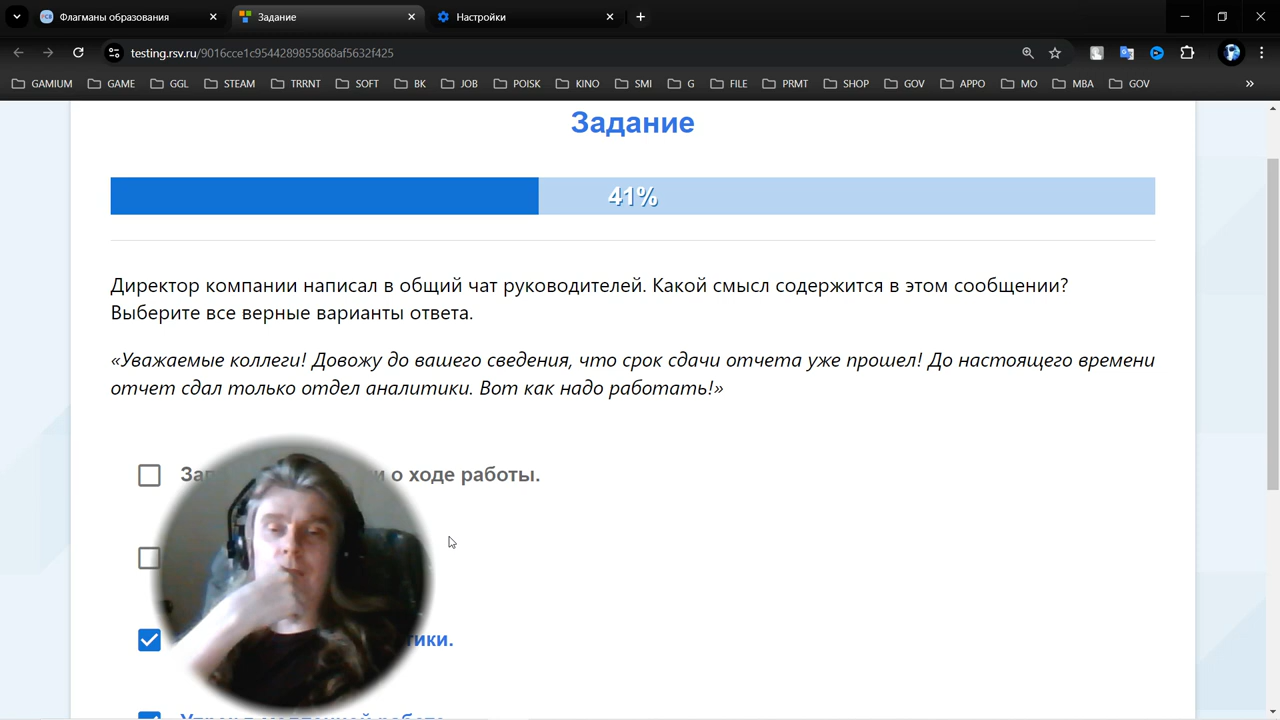 Флагманы образования
Задание
Настройки
testing.rsv.ru/9016cce1c9544289855868af5632f425
GAMIUM
GAME
GGL
STEAM
TRRNT
SOFT
BK
JOB
POISK
KINO
SMI
G
FILE
PRMT
SHOP
GOV
APPO
MO
MBA
GOV
Задание
41%
Директор компании написал в общий чат руководителей. Какой смысл содержится в этом сообщении?
Выберите все верные варианты ответа.
«Уважаемые коллеги! Довожу до вашего сведения, что срок сдачи отчета уже прошел! До настоящего времени
отчет сдал только отдел аналитики. Вот как надо работать!»
о ходе работы.